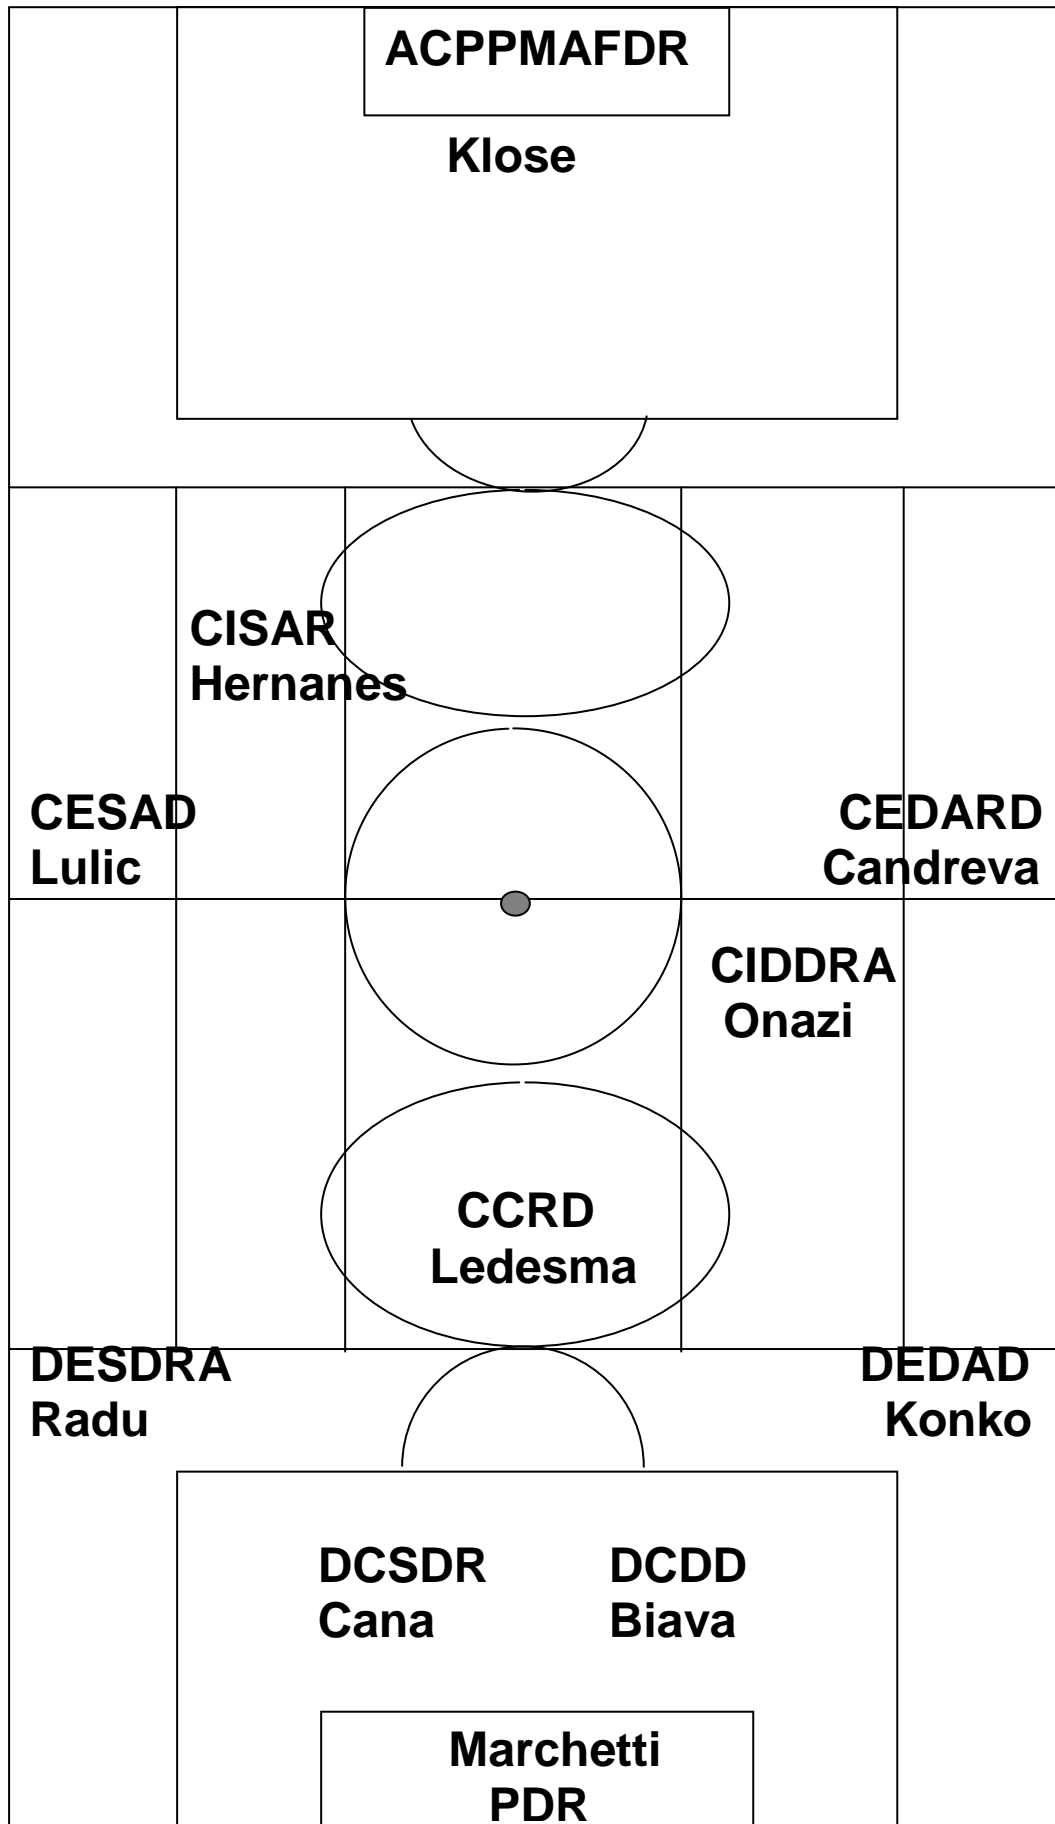 ACPPMAFDR
Klose
CISAR
Hernanes
CESAD
Lulic
CEDARD
Candreva
CIDDRA
Onazi
CCRD
Ledesma
DESDRA
Radu
DEDAD
Konko
DCSDR
Cana
DCDD
Biava
Marchetti
PDR